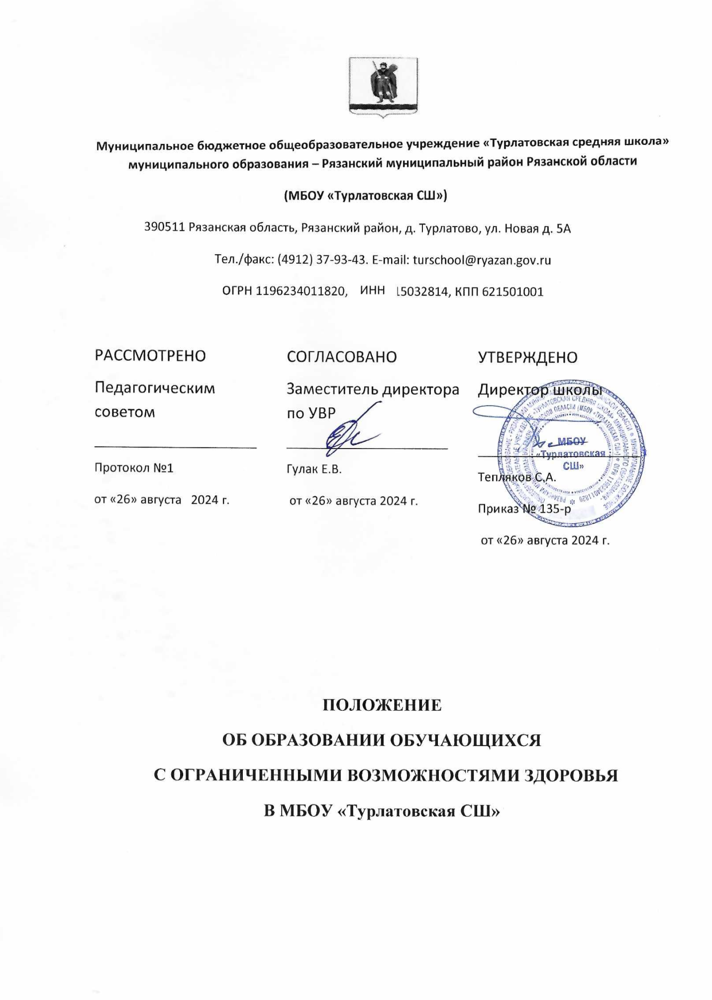 Муниципальное бюджетное общеобразовательное учреждение «Турлатовская средняя школа»
муниципального образования – Рязанский муниципальный район Рязанской области
(МБОУ «Турлатовская СШ»)
390511 Рязанская область, Рязанский район, д. Турлатово, ул. Новая д. 5А
Тел./факс: (4912) 37-93-43. E-mail: turschool@ryazan.gov.ru
ОГРН 1196234011820, ИНН 15032814, КПП 621501001
РАССМОТРЕНО
Педагогическим
советом
Протокол №1
от «26» августа 2024 г.
СОГЛАСОВАНО
Заместитель директора
по УВР
Гулак Е.В.
от «26» августа 2024 г.
УТВЕРЖДЕНО
Директор школы
МБОУ
«Турлатовская
СШ»
Тепляков С.А.
Приказ № 135-р
от «26» августа 2024 г.
ПОЛОЖЕНИЕ
ОБ ОБРАЗОВАНИИ ОБУЧАЮЩИХСЯ
С ОГРАНИЧЕННЫМИ ВОЗМОЖНОСТЯМИ ЗДОРОВЬЯ
В МБОУ «Турлатовская СШ»